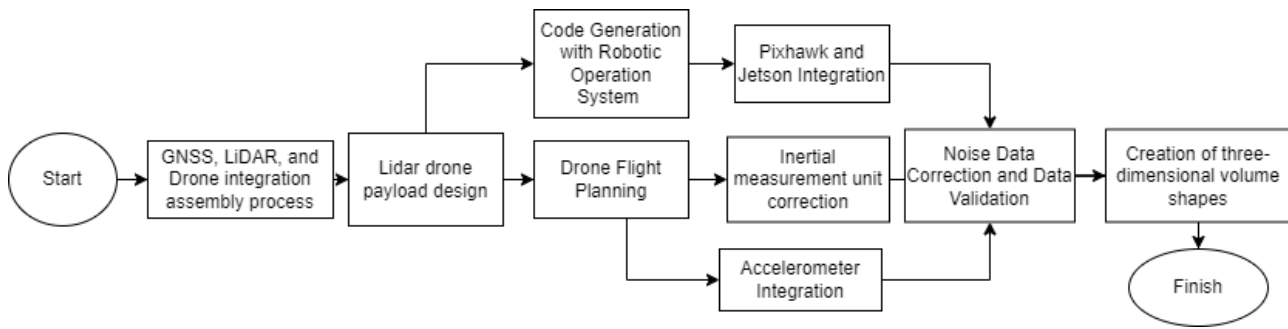 Start
GNSS, LiDAR, and
Drone integration
assembly process
Lidar drone
payload design
Code Generation
with Robotic
Operation
System
Pixhawk and
Jetson Integration
Drone Flight
Planning
Inertial
measurement unit
correction
Accelerometer
Integration
Noise Data
Correction and Data
Validation
Creation of three-
dimensional volume
shapes
Finish